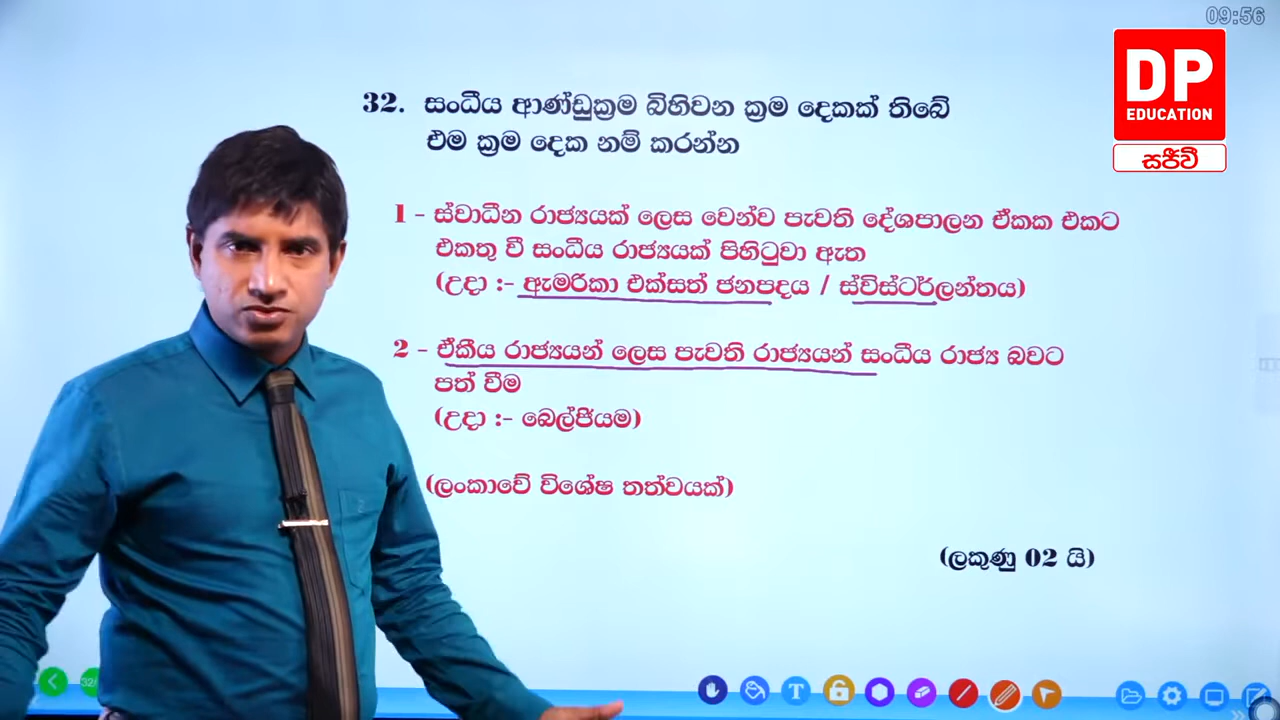 09:56
DP
EDUCATION
සජීවී
32. සංධීය ආණ්ඩුක්‍රම බිහිවන ක්‍රම දෙකක් තිබේ
එම ක්‍රම දෙක නම් කරන්න
1 - ස්වාධීන රාජ්‍යයක් ලෙස වෙන්ව පැවති දේශපාලන ඒකක එකට
එකතු වී සංධීය රාජ්‍යයක් පිහිටුවා ඇත
(උදා :- ඇමරිකා එක්සත් ජනපදය / ස්විස්ටර්ලන්තය)
2 - ඒකීය රාජ්‍යයන් ලෙස පැවති රාජ්‍යයන් සංධීය රාජ්‍ය බවට
පත් වීම
(උදා :- බෙල්ජියම)
(ලංකාවේ විශේෂ තත්වයක්)
(ලකුණු 02 යි)
32/
T